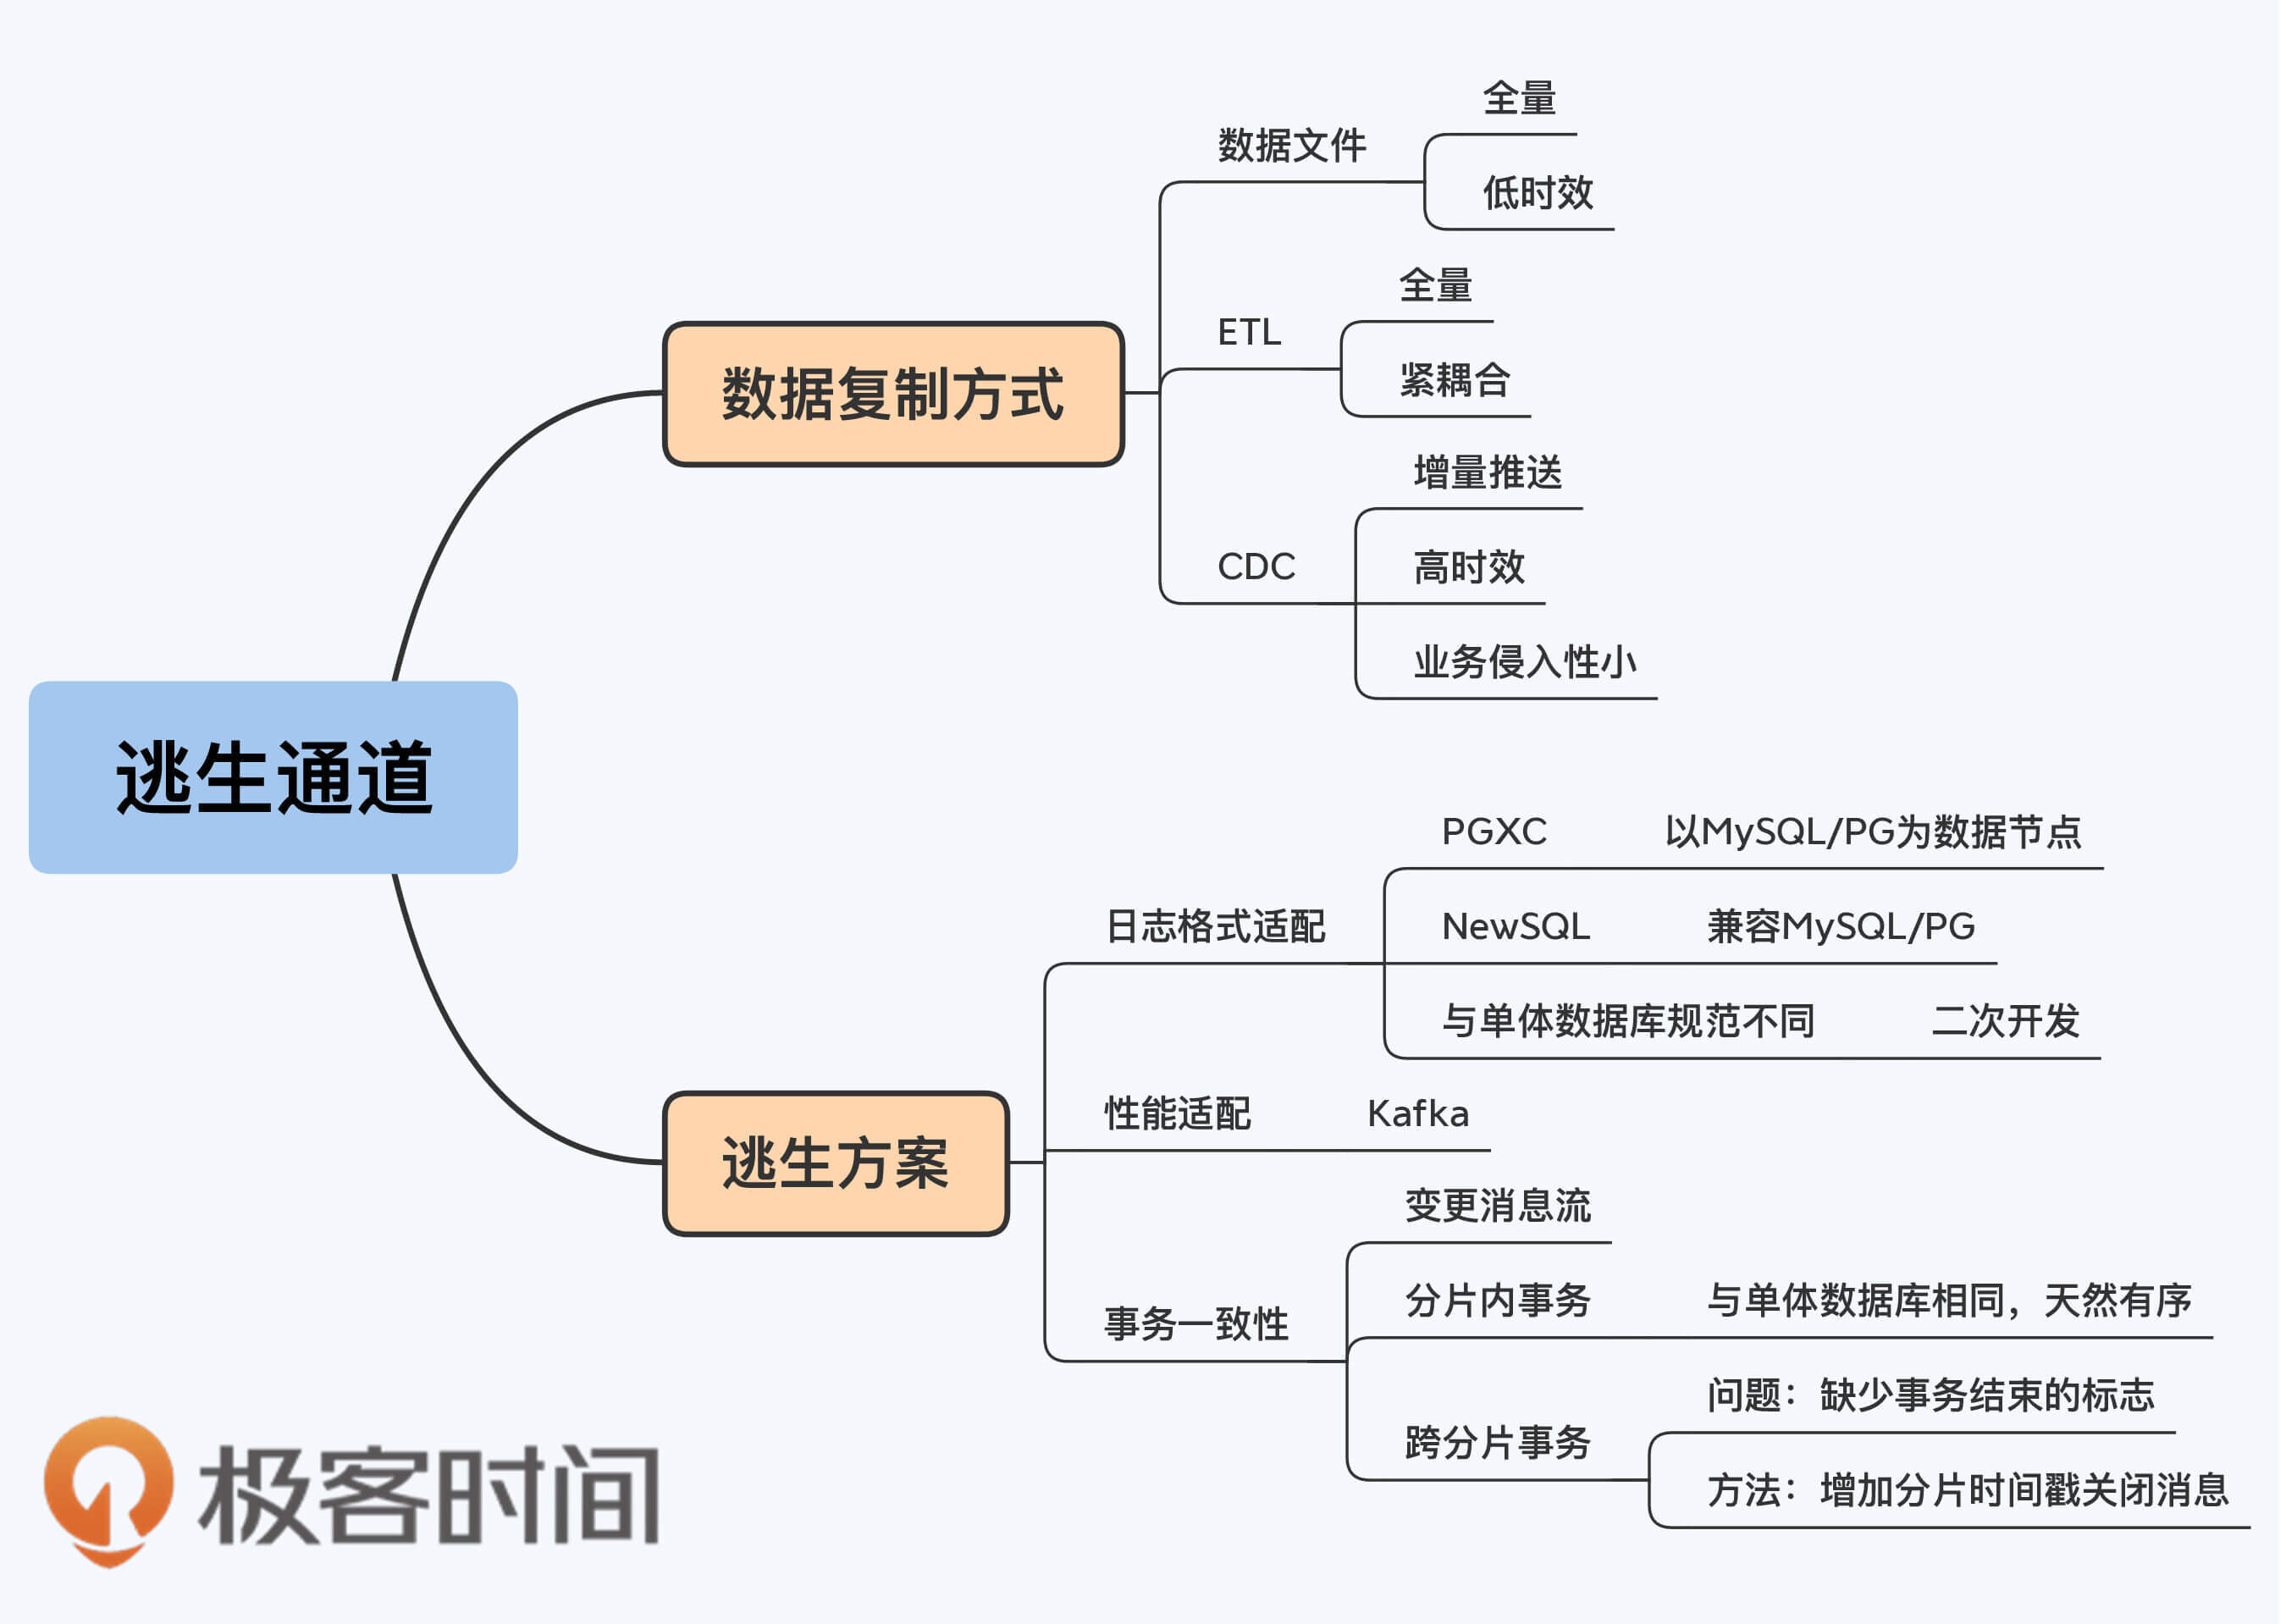 逃生通道
数据复制方式
数据文件
全量
低时效
ETL
全量
紧耦合
CDC
增量推送
高时效
业务侵入性小
逃生方案
日志格式适配
PGXC
以MySQL/PG为数据节点
NewSQL
兼容MySQL/PG
与单体数据库规范不同
二次开发
性能适配
Kafka
事务一致性
变更消息流
分片内事务
与单体数据库相同，天然有序
跨分片事务
问题：缺少事务结束的标志
方法：增加分片时间戳关闭消息
极客时间